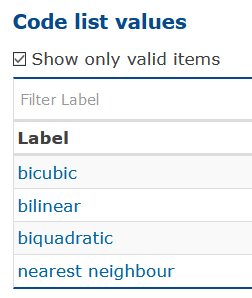 Code list values
Show only valid items
Filter Label
Label
bicubic
bilinear
biquadratic
nearest neighbour